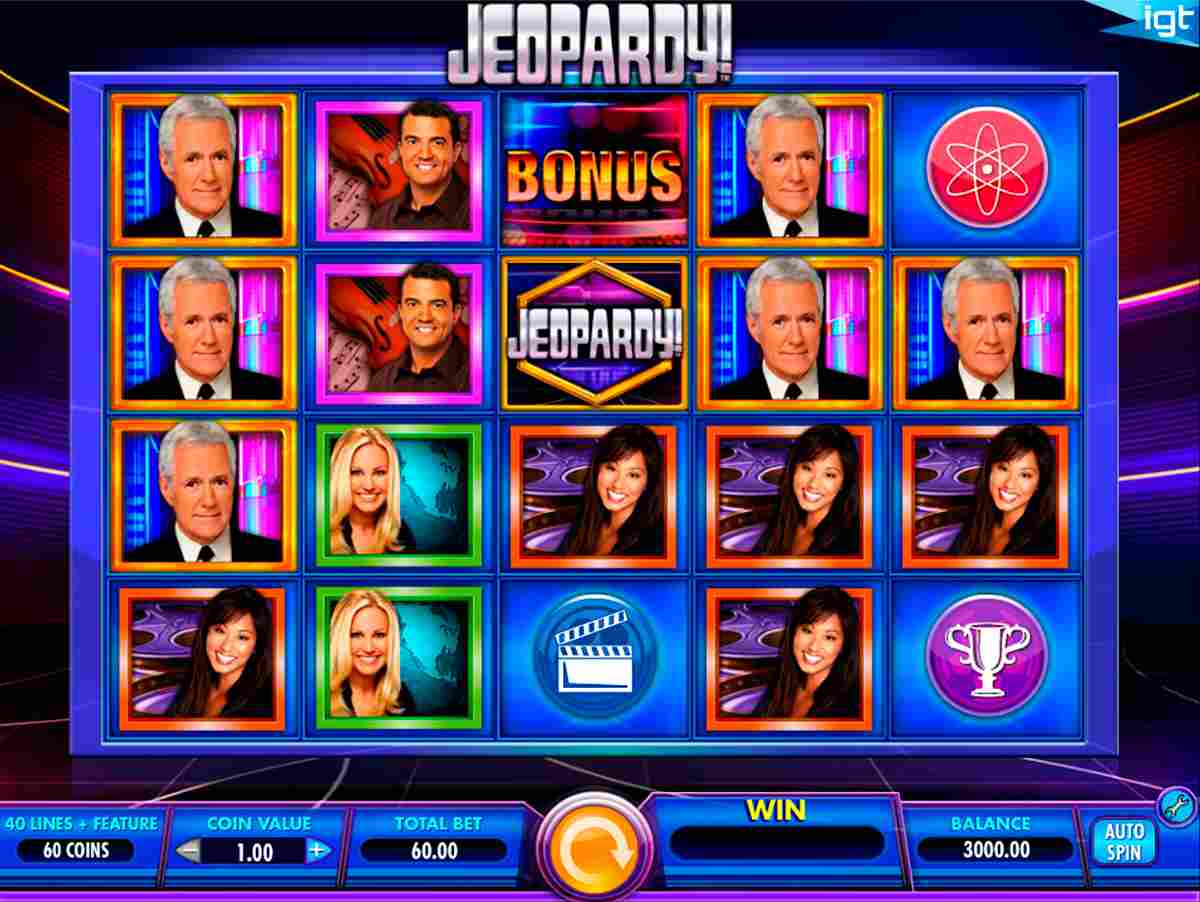 JEOPARDY!™
igt
BONUS
JEOPARDY!
40 LINES + FEATURE
60 COINS
COIN VALUE
1.00
TOTAL BET
60.00
WIN
BALANCE
3000.00
AUTO
SPIN